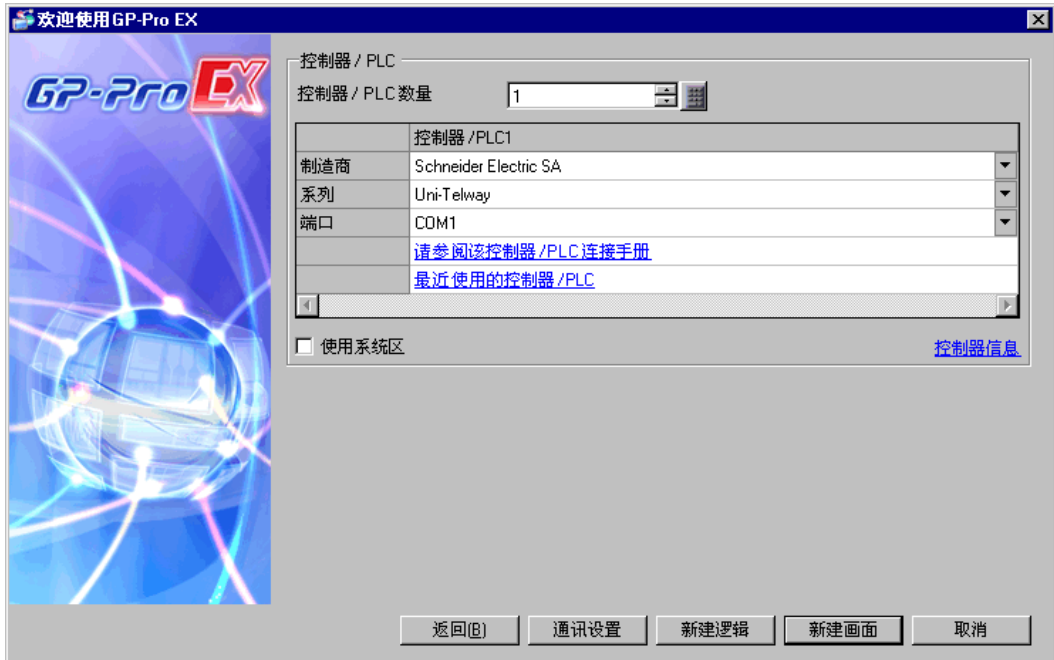 欢迎使用GP-Pro EX
GP-Pro EX
控制器 / PLC
控制器 / PLC数量 1
控制器 /PLC1
制造商 Schneider Electric SA
系列 Uni-Telway
端口 COM1
请参阅该控制器 /PLC连接手册
最近使用的控制器 /PLC
使用系统区 控制器信息
返回(B) 通讯设置 新建逻辑 新建画面 取消